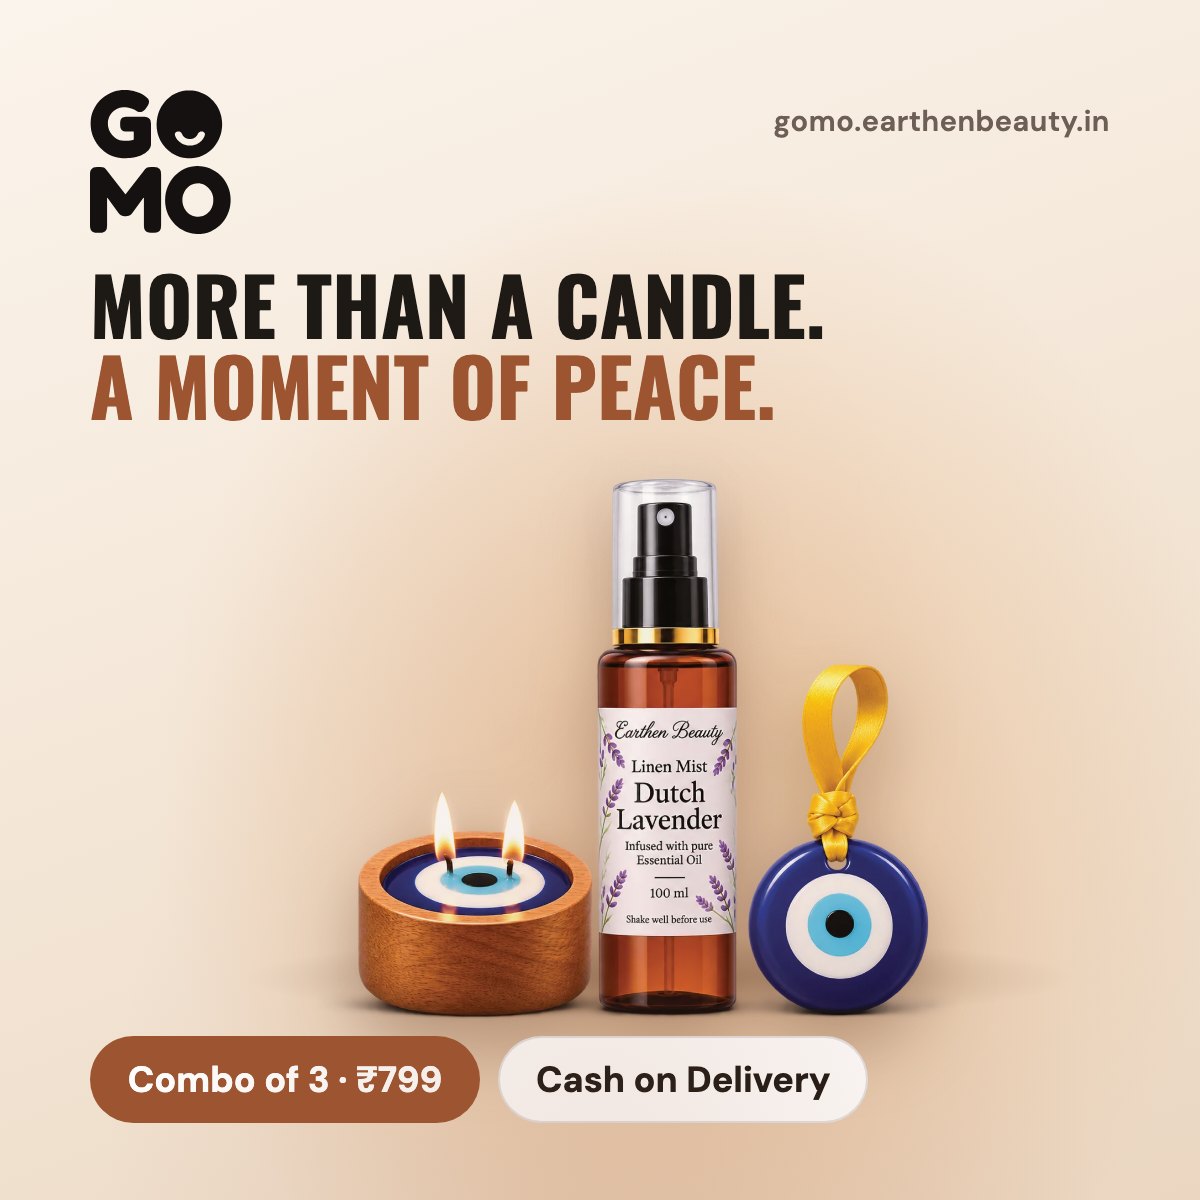 GO
MO
gomo.earthenbeauty.in
MORE THAN A CANDLE.
A MOMENT OF PEACE.
Earthen Beauty
Linen Mist
Dutch
Lavender
Infused with pure
Essential Oil
100 ml
Shake well before use
Combo of 3 · ₹799
Cash on Delivery